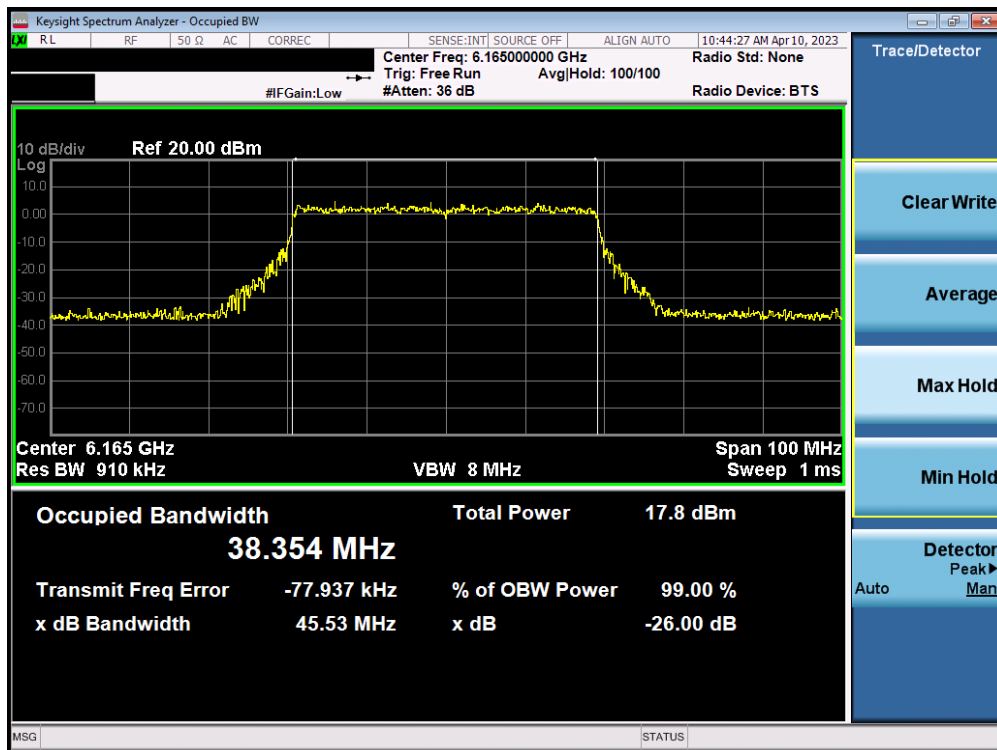 Keysight Spectrum Analyzer - Occupied BW
LXI RL RF 50 Ω AC CORREC SENSE:INT SOURCE OFF ALIGN AUTO 10:44:27 AM Apr 10, 2023
Center Freq: 6.165000000 GHz Radio Std: None
Trig: Free Run Avg|Hold: 100/100
#IFGain:Low #Atten: 36 dB Radio Device: BTS
10 dB/div Ref 20.00 dBm
Log
10.0
0.00
-10.0
-20.0
-30.0
-40.0
-50.0
-60.0
-70.0
Center 6.165 GHz Span 100 MHz
Res BW 910 kHz VBW 8 MHz Sweep 1 ms
Occupied Bandwidth Total Power 17.8 dBm
38.354 MHz
Transmit Freq Error -77.937 kHz % of OBW Power 99.00 %
x dB Bandwidth 45.53 MHz x dB -26.00 dB
MSG STATUS
Trace/Detector
Clear Write
Average
Max Hold
Min Hold
Detector
Peak▶
Auto Man